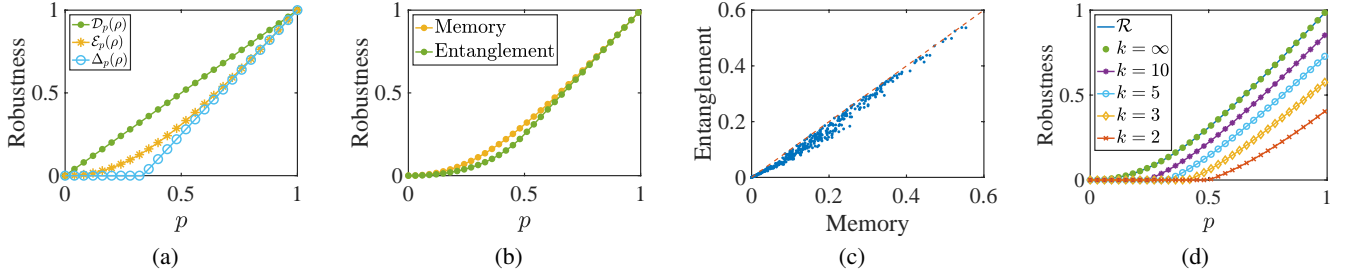 Robustness
1
0.5
0
0
0.5
1
p
𝒟ₚ(ρ)
ℰₚ(ρ)
Δₚ(ρ)
(a)
Robustness
1
0.5
0
0
0.5
1
p
Memory
Entanglement
(b)
Entanglement
0.6
0.4
0.2
0
0
0.2
0.4
0.6
Memory
(c)
Robustness
1
0.5
0
0
0.5
1
p
ℛ
k = ∞
k = 10
k = 5
k = 3
k = 2
(d)